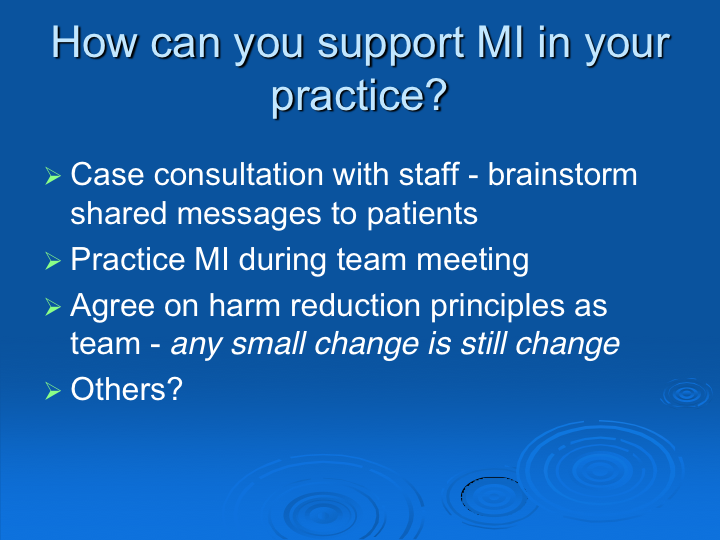 How can you support MI in your
practice?
Case consultation with staff - brainstorm
shared messages to patients
Practice MI during team meeting
Agree on harm reduction principles as
team - any small change is still change
Others?